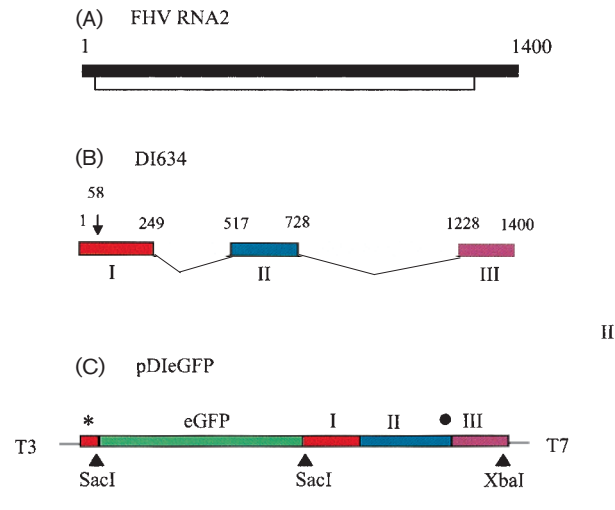 (A) FHV RNA2
1 1400
(B) DI634
58
1 249 517 728 1228 1400
I II III
II
(C) pDIeGFP
* eGFP I II ● III
T3 T7
SacI SacI XbaI